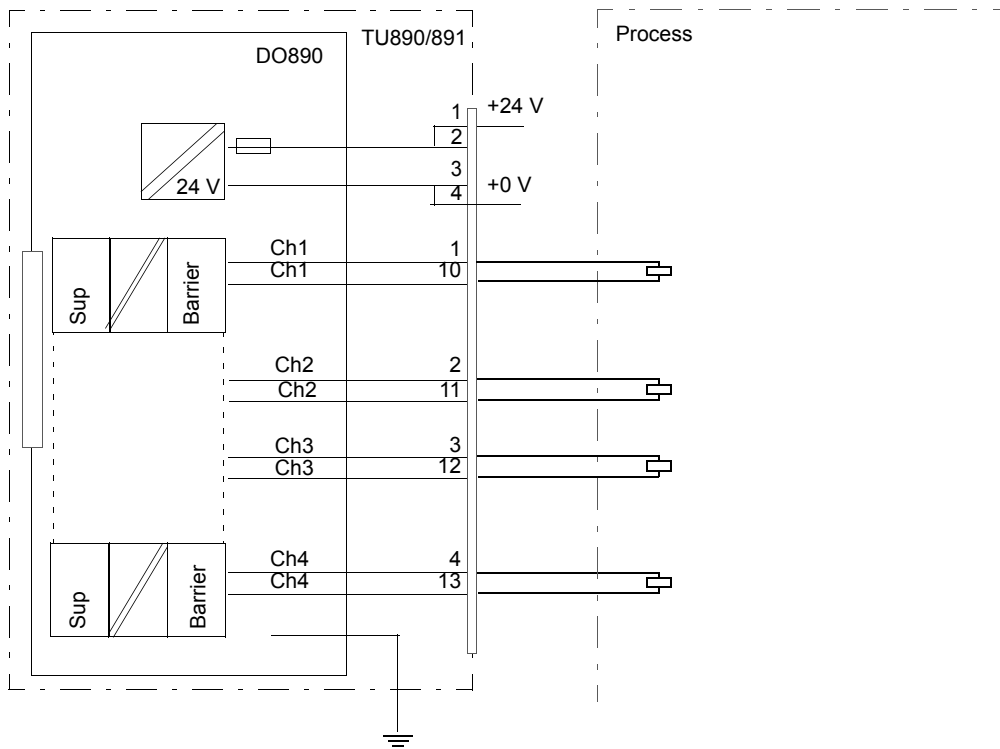 TU890/891
Process
DO890
1
+24 V
2
3
24 V
4
+0 V
Ch1
1
Ch1
10
Sup
Barrier
Ch2
2
Ch2
11
Ch3
3
Ch3
12
Ch4
4
Ch4
13
Sup
Barrier